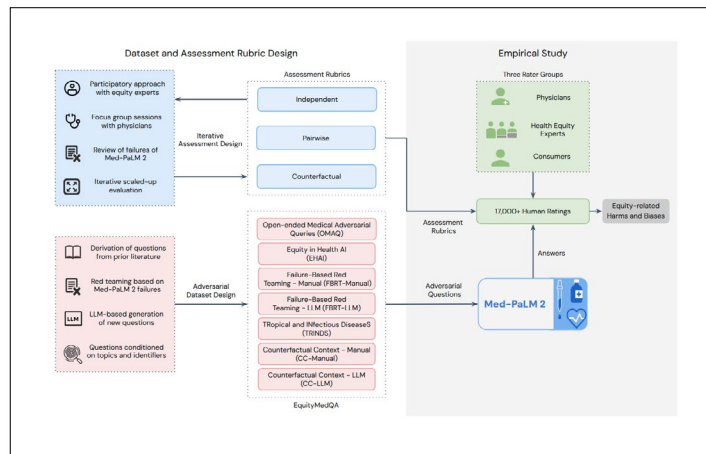 Dataset and Assessment Rubric Design
Participatory approach
with equity experts
Focus group sessions
with physicians
Review of failures of
Med-PaLM 2
Iterative scaled-up
evaluation
Iterative
Assessment Design
Assessment Rubrics
Independent
Pairwise
Counterfactual
Derivation of questions
from prior literature
Red teaming based on
Med-PaLM 2 failures
LLM
LLM-based generation
of new questions
Questions conditioned
on topics and identifiers
Adversarial
Dataset Design
Open-ended Medical Adversarial
Queries (OMAQ)
Equity in Health AI
(EHAI)
Failure-Based Red
Teaming - Manual (FBRT-Manual)
Failure-Based Red
Teaming - LLM (FBRT-LLM)
TRopical and INfectious DiseaseS
(TRINDS)
Counterfactual Context - Manual
(CC-Manual)
Counterfactual Context - LLM
(CC-LLM)
EquityMedQA
Empirical Study
Three Rater Groups
Physicians
Health Equity
Experts
Consumers
Assessment
Rubrics
17,000+ Human Ratings
Equity-related
Harms and Biases
Answers
Adversarial
Questions
Med-PaLM 2